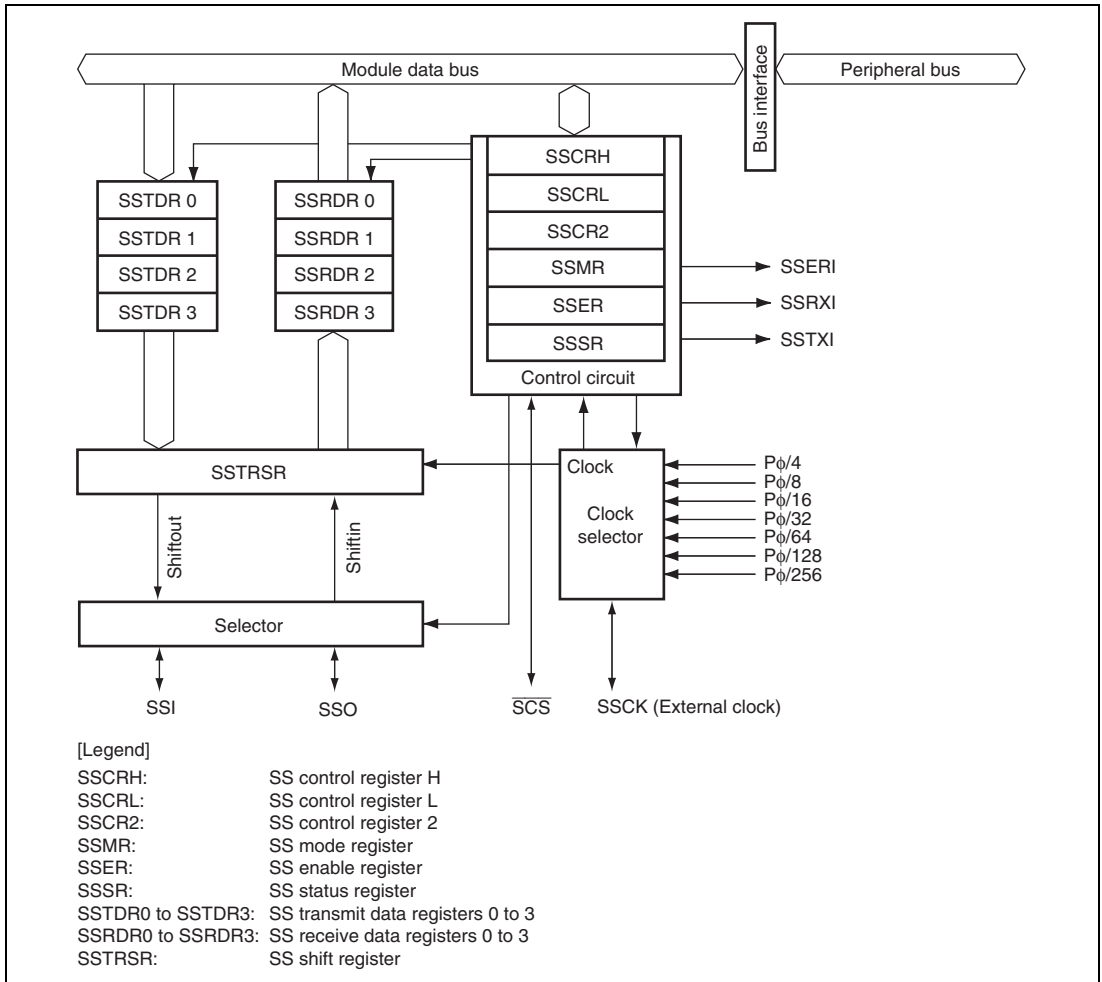 Module data bus
Bus interface
Peripheral bus
SSTDR 0
SSTDR 1
SSTDR 2
SSTDR 3
SSRDR 0
SSRDR 1
SSRDR 2
SSRDR 3
SSCRH
SSCRL
SSCR2
SSMR
SSER
SSSR
Control circuit
SSERI
SSRXI
SSTXI
SSTRSR
Clock
Clock
selector
Pϕ/4
Pϕ/8
Pϕ/16
Pϕ/32
Pϕ/64
Pϕ/128
Pϕ/256
Shiftout
Shiftin
Selector
SSI
SSO
S̅C̅S̅
SSCK (External clock)
[Legend]
SSCRH: SS control register H
SSCRL: SS control register L
SSCR2: SS control register 2
SSMR: SS mode register
SSER: SS enable register
SSSR: SS status register
SSTDR0 to SSTDR3: SS transmit data registers 0 to 3
SSRDR0 to SSRDR3: SS receive data registers 0 to 3
SSTRSR: SS shift register